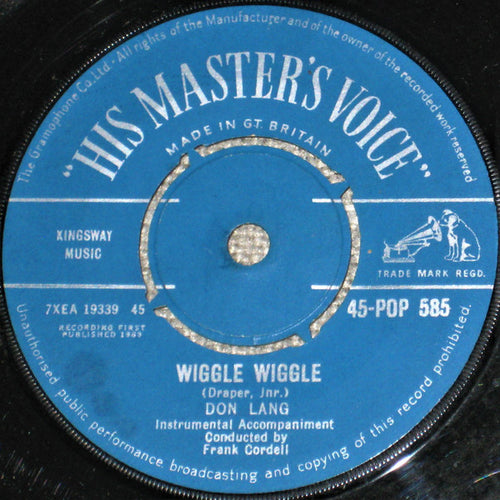 The Gramophone Co. Ltd.-All rights of the Manufacturer and of the owner of the recorded work reserved
"HIS MASTER'S VOICE"
MADE IN GT. BRITAIN
KINGSWAY
MUSIC
TRADE MARK REGD.
7XEA 19339 45
45-POP 585
RECORDING FIRST
PUBLISHED 1959
WIGGLE WIGGLE
(Draper, Jnr.)
DON LANG
Instrumental Accompaniment
Conducted by
Frank Cordell
Unauthorised public performance, broadcasting and copying of this record prohibited.